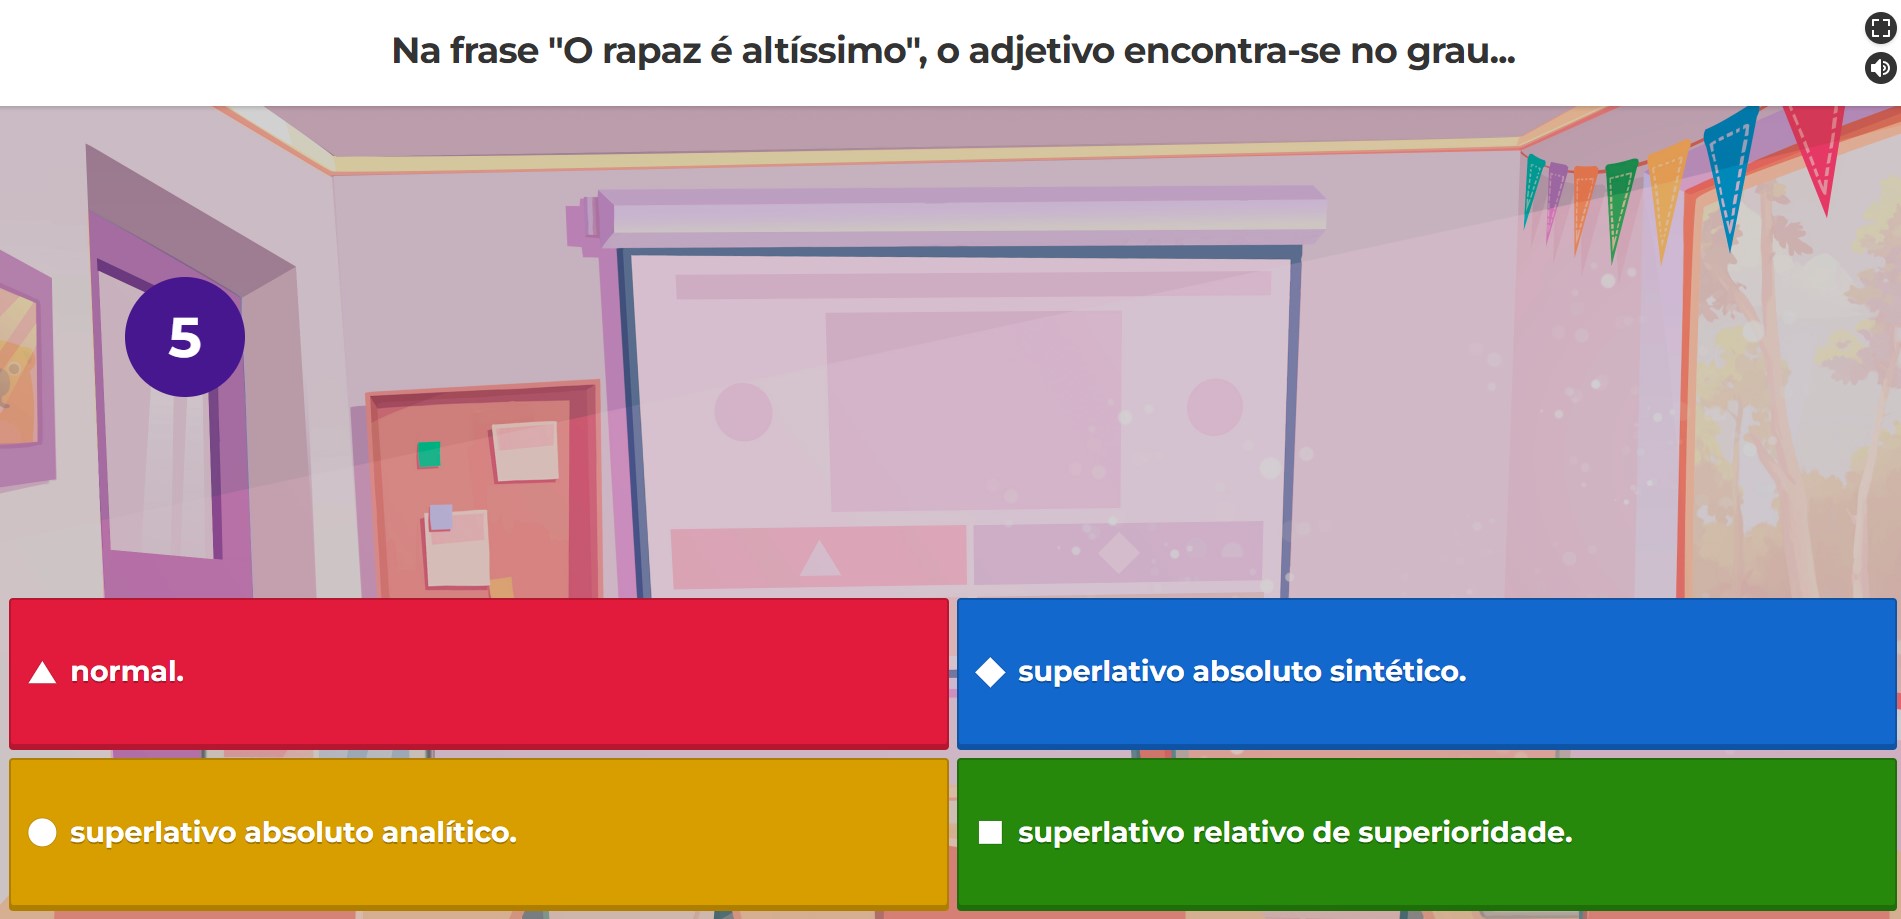 Na frase "O rapaz é altíssimo", o adjetivo encontra-se no grau...
5
normal.
superlativo absoluto sintético.
superlativo absoluto analítico.
superlativo relativo de superioridade.